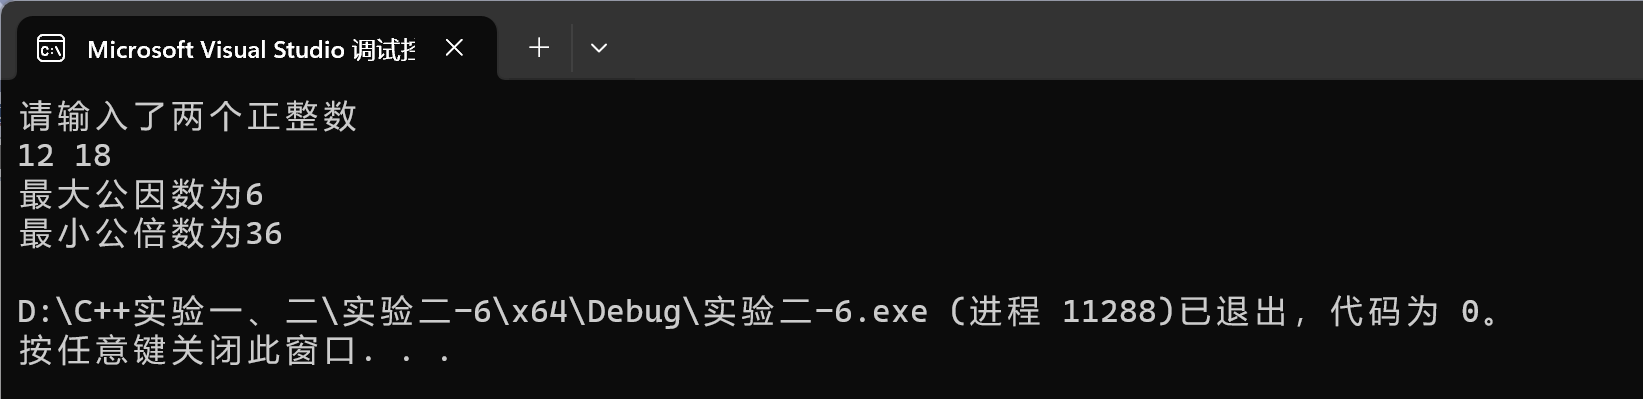 Microsoft Visual Studio 调试
请输入了两个正整数
12 18
最大公因数为6
最小公倍数为36
D:\C++实验一、二\实验二-6\x64\Debug\实验二-6.exe (进程 11288)已退出，代码为 0。
按任意键关闭此窗口. . .